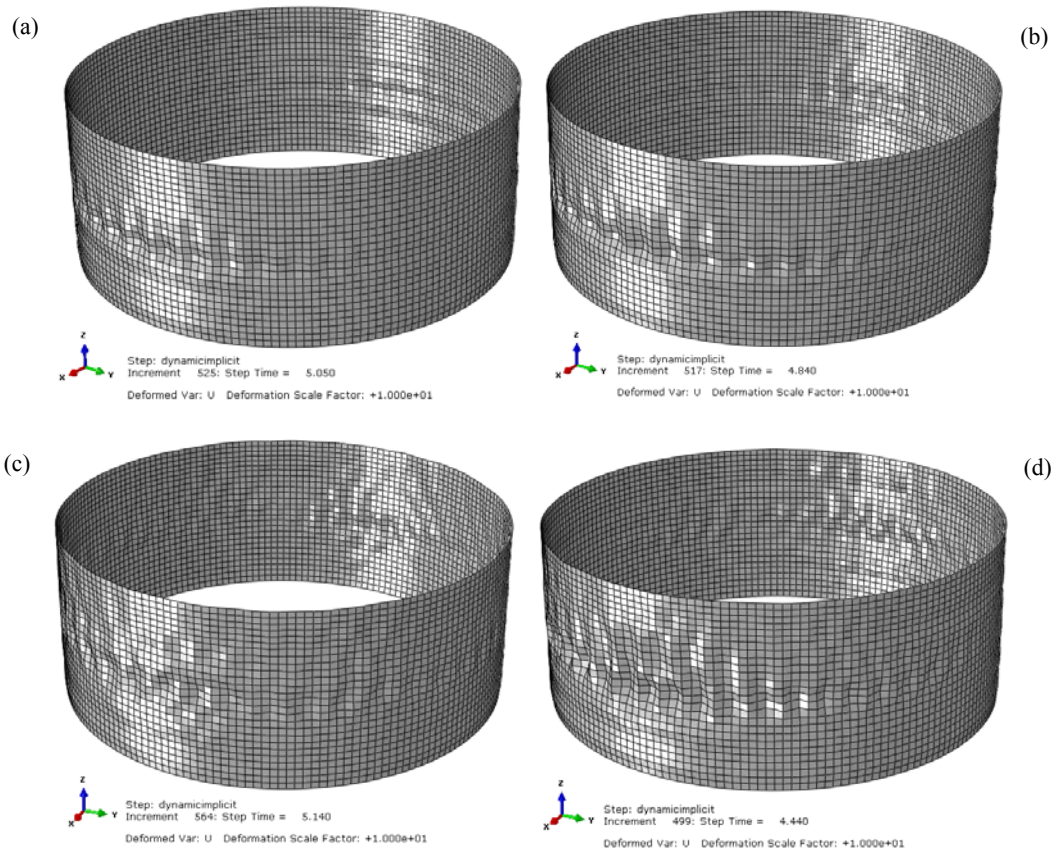 (a)
(b)
Z
X
Y
Step: dynamicimplicit
Increment 525: Step Time = 5.050
Deformed Var: U Deformation Scale Factor: +1.000e+01
Z
X
Y
Step: dynamicimplicit
Increment 517: Step Time = 4.840
Deformed Var: U Deformation Scale Factor: +1.000e+01
(c)
(d)
Z
X
Y
Step: dynamicimplicit
Increment 564: Step Time = 5.140
Deformed Var: U Deformation Scale Factor: +1.000e+01
Z
X
Y
Step: dynamicimplicit
Increment 499: Step Time = 4.440
Deformed Var: U Deformation Scale Factor: +1.000e+01